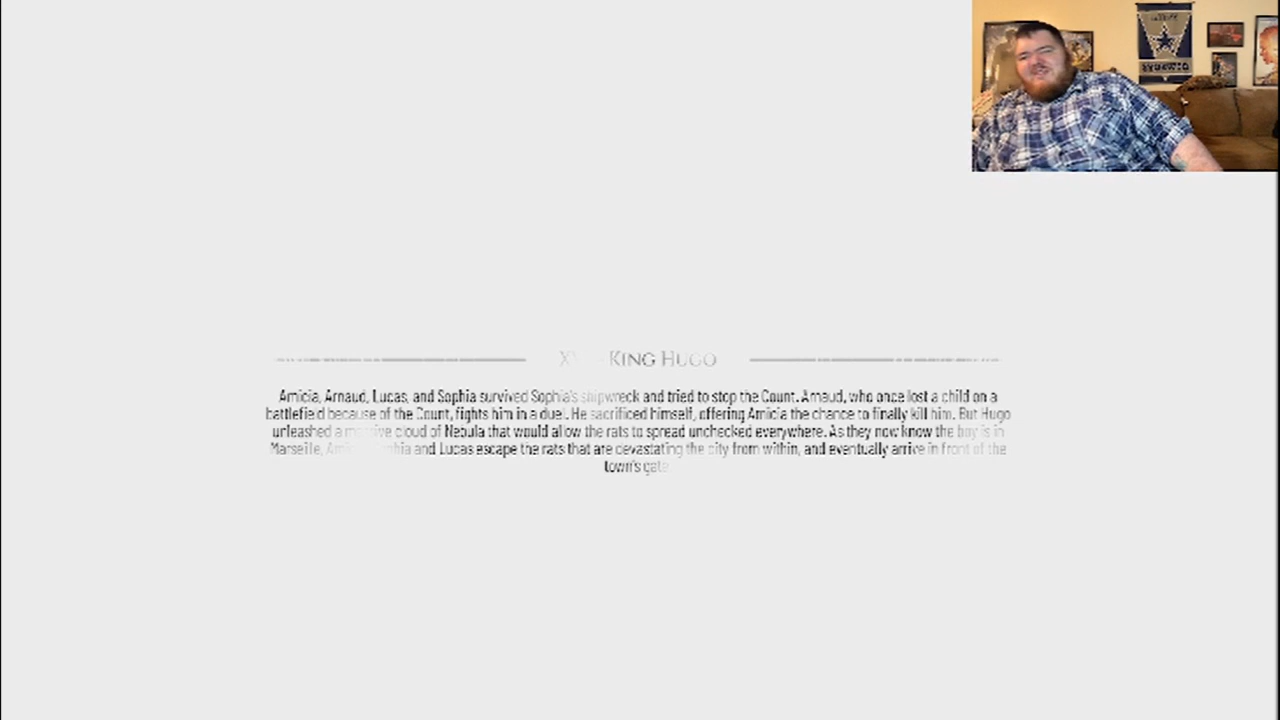 KING HUGO
Amicia, Arnaud, Lucas, and Sophia survived Sophia's shipwreck and tried to stop the Count. Arnaud, who once lost a child on a
battlefield because of the Count, fights him in a duel. He sacrificed himself, offering Amicia the chance to finally kill him. But Hugo
unleashed a massive cloud of Nebula that would allow the rats to spread unchecked everywhere. As they now know the boy is in
Marseille, and Lucas escape the rats that are devastating the city from within, and eventually arrive in front of the
town's gate